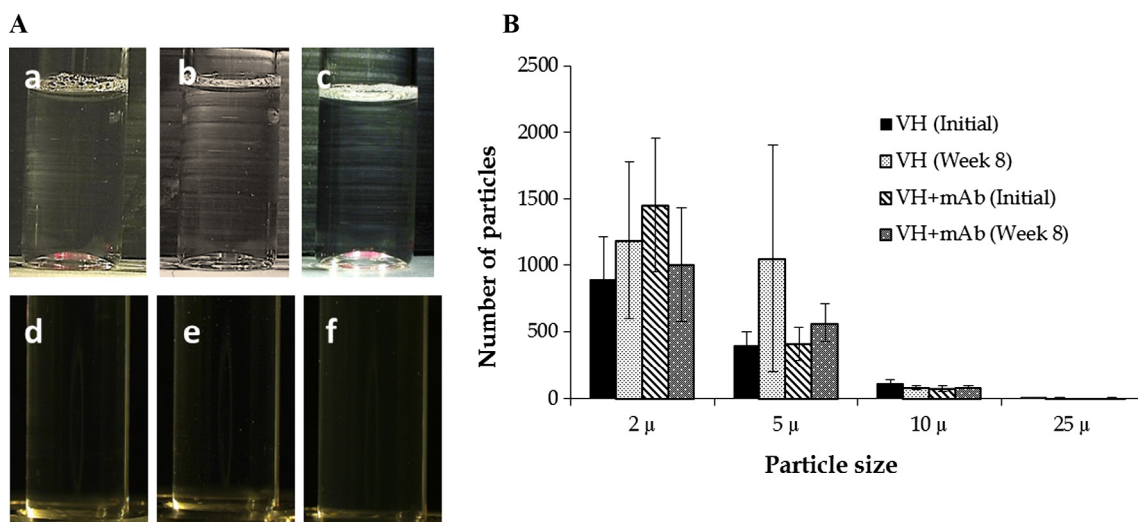 A
a
b
c
d
e
f
B
2500
2000
1500
1000
500
0
Number of particles
VH (Initial)
VH (Week 8)
VH+mAb (Initial)
VH+mAb (Week 8)
2 µ
5 µ
10 µ
25 µ
Particle size